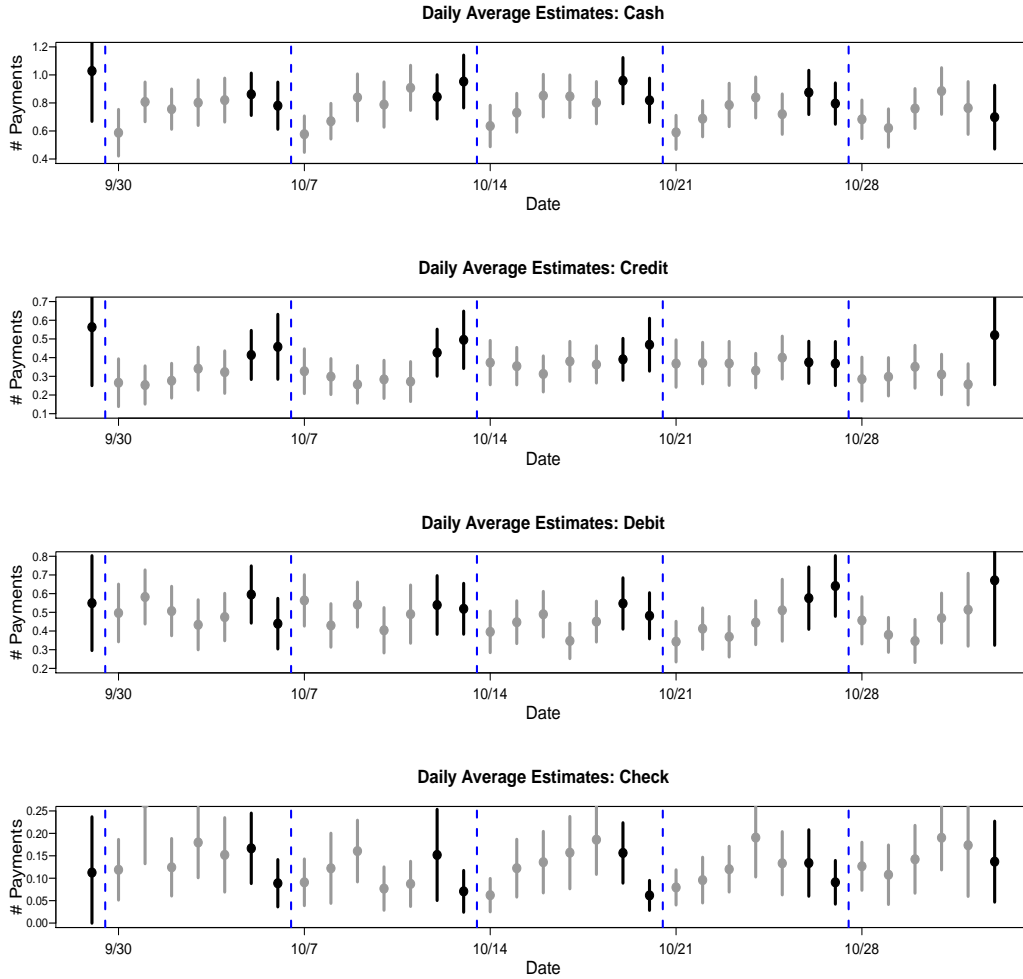 Daily Average Estimates: Cash
# Payments
1.2
1.0
0.8
0.6
0.4
9/30 10/7 10/14 10/21 10/28
Date
Daily Average Estimates: Credit
# Payments
0.7
0.6
0.5
0.4
0.3
0.2
0.1
9/30 10/7 10/14 10/21 10/28
Date
Daily Average Estimates: Debit
# Payments
0.8
0.7
0.6
0.5
0.4
0.3
0.2
9/30 10/7 10/14 10/21 10/28
Date
Daily Average Estimates: Check
# Payments
0.25
0.20
0.15
0.10
0.05
0.00
9/30 10/7 10/14 10/21 10/28
Date